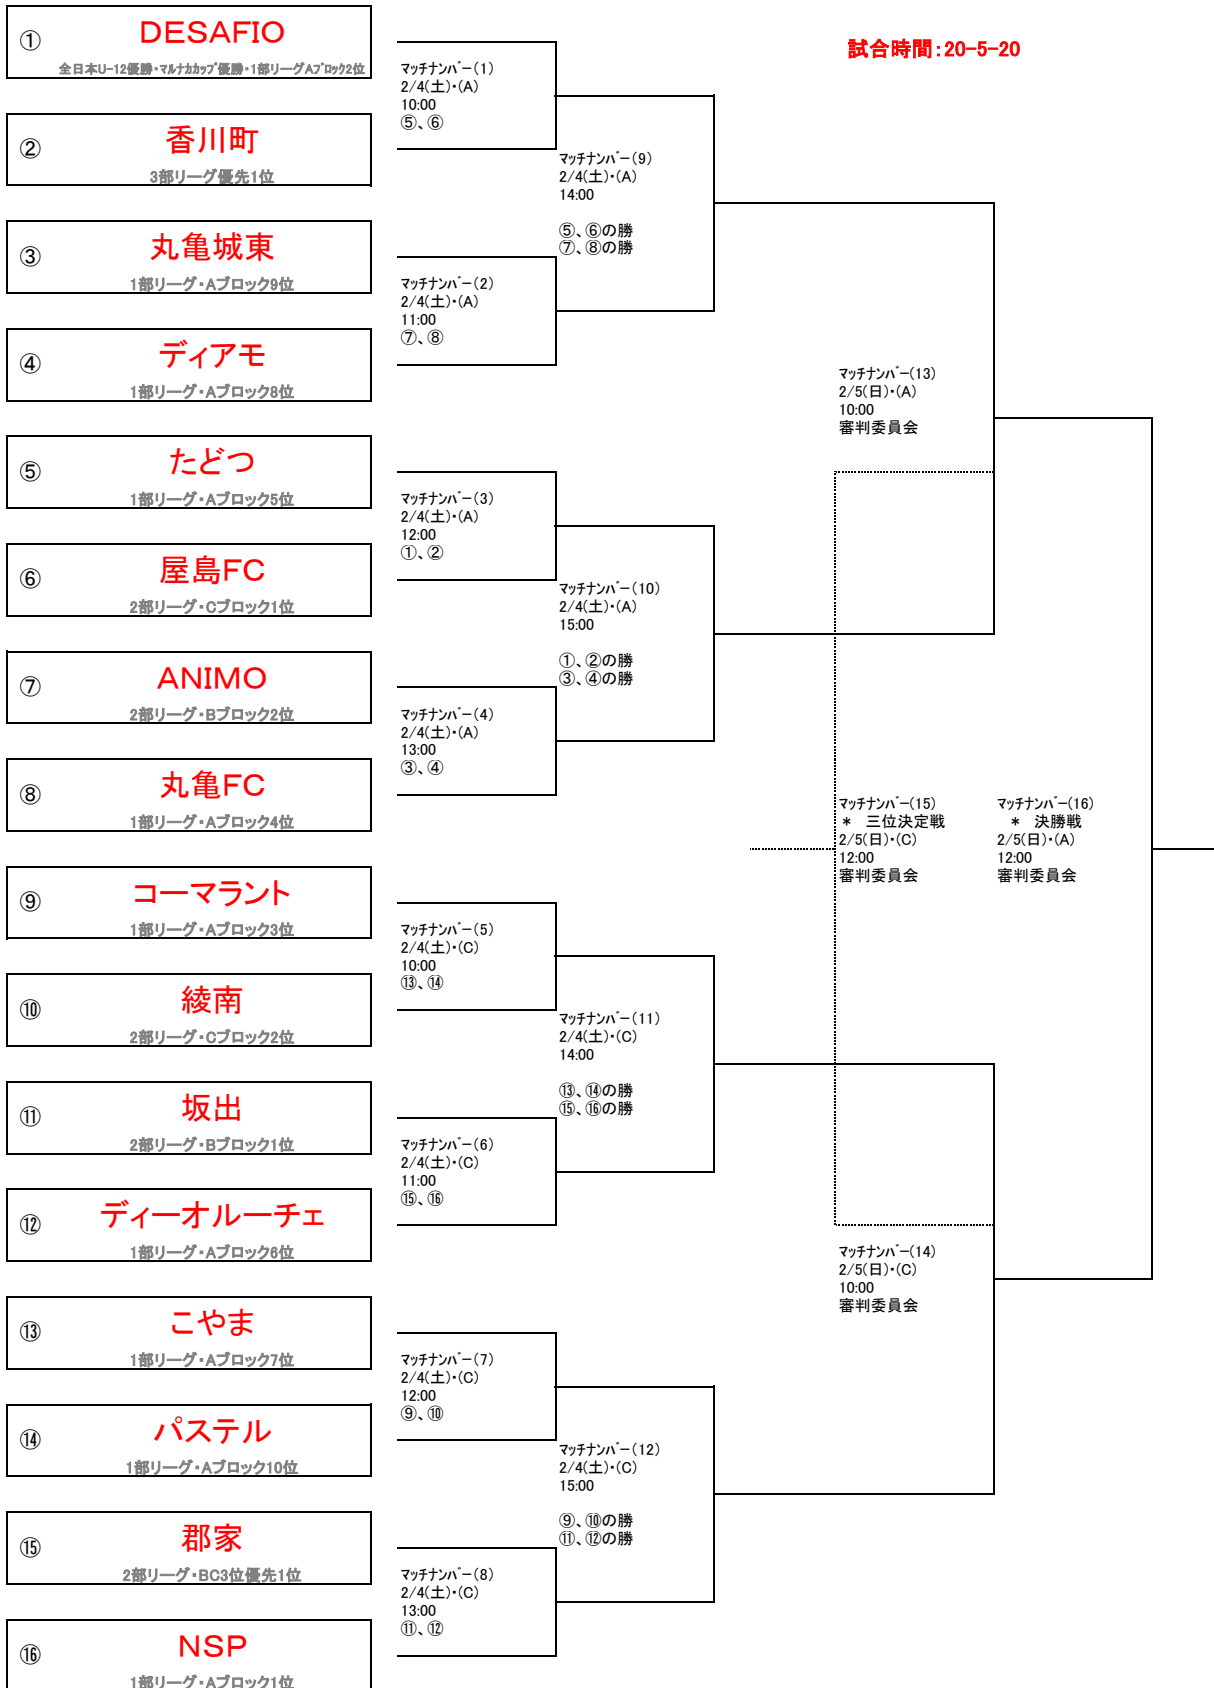 試合時間：20-5-20
① DESAFIO
全日本U-12優勝・マルナカカップ優勝・1部リーグAブロック2位
② 香川町
3部リーグ優先1位
③ 丸亀城東
1部リーグ・Aブロック9位
④ ディアモ
1部リーグ・Aブロック8位
⑤ たどつ
1部リーグ・Aブロック5位
⑥ 屋島FC
2部リーグ・Cブロック1位
⑦ ANIMO
2部リーグ・Bブロック2位
⑧ 丸亀FC
1部リーグ・Aブロック4位
⑨ コーマラント
1部リーグ・Aブロック3位
⑩ 綾南
2部リーグ・Cブロック2位
⑪ 坂出
2部リーグ・Bブロック1位
⑫ ディーオルーチェ
1部リーグ・Aブロック6位
⑬ こやま
1部リーグ・Aブロック7位
⑭ パステル
1部リーグ・Aブロック10位
⑮ 郡家
2部リーグ・BC3位優先1位
⑯ NSP
1部リーグ・Aブロック1位
マッチナンバー(1)
2/4(土)・(A)
10:00
⑤、⑥
マッチナンバー(2)
2/4(土)・(A)
11:00
⑦、⑧
マッチナンバー(3)
2/4(土)・(A)
12:00
①、②
マッチナンバー(4)
2/4(土)・(A)
13:00
③、④
マッチナンバー(5)
2/4(土)・(C)
10:00
⑬、⑭
マッチナンバー(6)
2/4(土)・(C)
11:00
⑮、⑯
マッチナンバー(7)
2/4(土)・(C)
12:00
⑨、⑩
マッチナンバー(8)
2/4(土)・(C)
13:00
⑪、⑫
マッチナンバー(9)
2/4(土)・(A)
14:00
⑤、⑥の勝
⑦、⑧の勝
マッチナンバー(10)
2/4(土)・(A)
15:00
①、②の勝
③、④の勝
マッチナンバー(11)
2/4(土)・(C)
14:00
⑬、⑭の勝
⑮、⑯の勝
マッチナンバー(12)
2/4(土)・(C)
15:00
⑨、⑩の勝
⑪、⑫の勝
マッチナンバー(13)
2/5(日)・(A)
10:00
審判委員会
マッチナンバー(14)
2/5(日)・(C)
10:00
審判委員会
マッチナンバー(15)
* 三位決定戦
2/5(日)・(C)
12:00
審判委員会
マッチナンバー(16)
* 決勝戦
2/5(日)・(A)
12:00
審判委員会